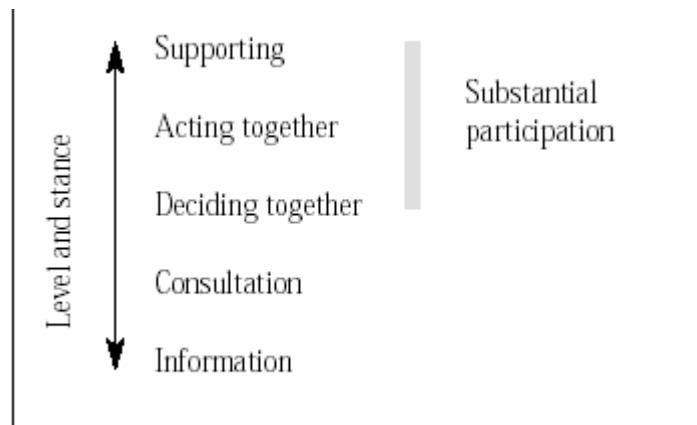 Supporting
Substantial
participation
Acting together
Deciding together
Consultation
Information
Level and stance